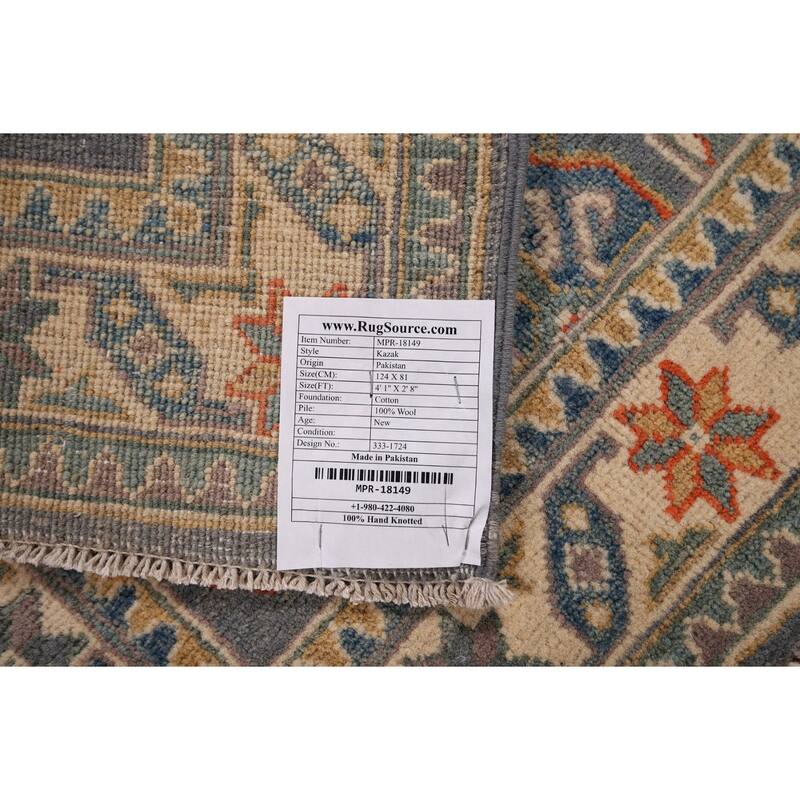 www.RugSource.com
Item Number: MPR-18149
Style Kazak
Origin Pakistan
Size(CM): 124 X 81
Size(FT): 4' 1" X 2' 8"
Foundation: Cotton
Pile: 100% Wool
Age: New
Condition:
Design No.: 333-1724
Made in Pakistan
MPR-18149
+1-980-422-4080
100% Hand Knotted